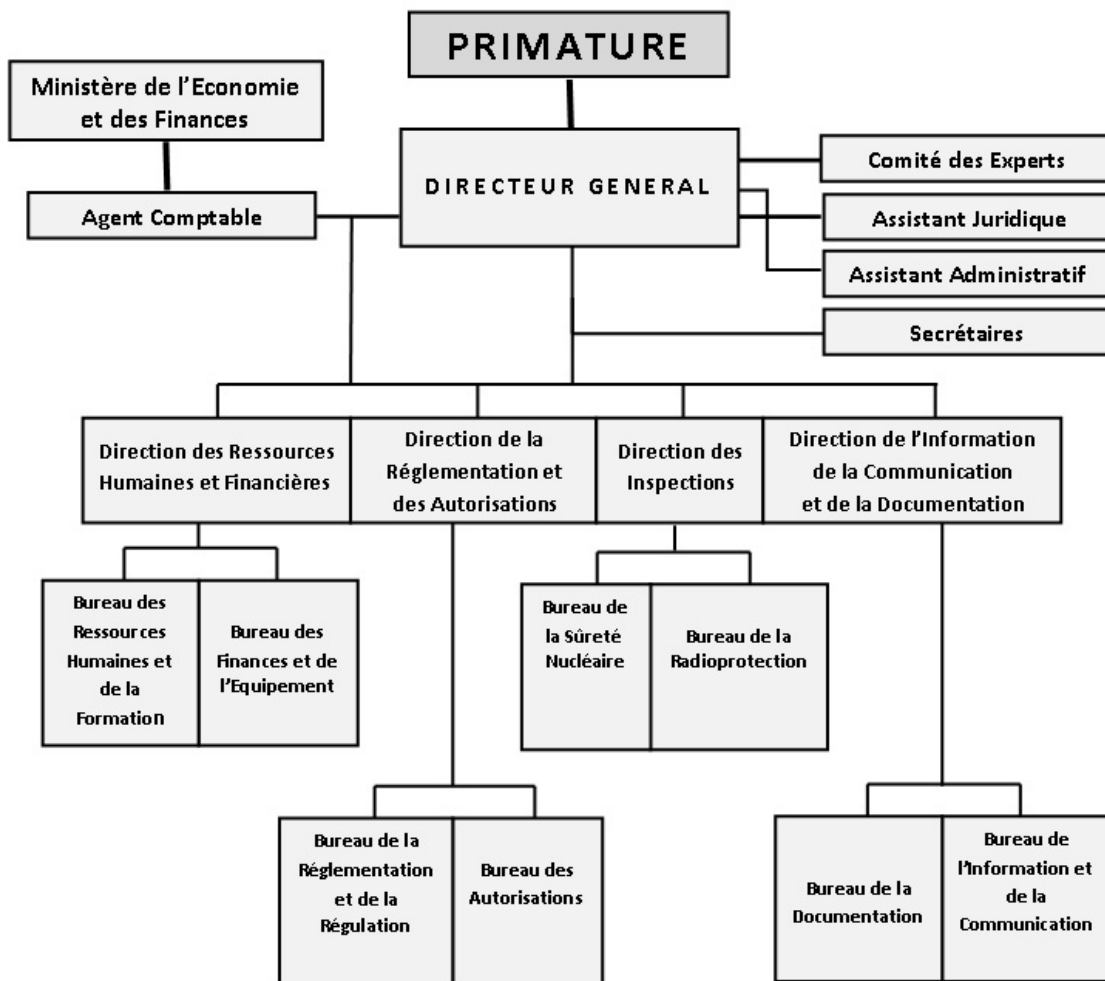 PRIMATURE
Ministère de l'Economie
et des Finances
DIRECTEUR GENERAL
Comité des Experts
Agent Comptable
Assistant Juridique
Assistant Administratif
Secrétaires
Direction des Ressources
Humaines et Financières
Direction de la
Réglementation et
des Autorisations
Direction des
Inspections
Direction de l'Information
de la Communication
et de la Documentation
Bureau des
Ressources
Humaines et
de la
Formation
Bureau des
Finances et de
l'Equipement
Bureau de
la Sûreté
Nucléaire
Bureau de la
Radioprotection
Bureau de la
Réglementation
et de la
Régulation
Bureau des
Autorisations
Bureau de la
Documentation
Bureau de
l'Information et
de la
Communication